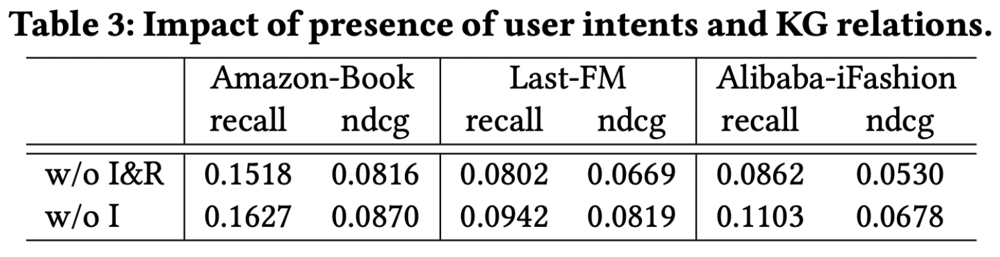 Table 3: Impact of presence of user intents and KG relations.
Amazon-Book Last-FM Alibaba-iFashion
recall ndcg recall ndcg recall ndcg
w/o I&R 0.1518 0.0816 0.0802 0.0669 0.0862 0.0530
w/o I 0.1627 0.0870 0.0942 0.0819 0.1103 0.0678